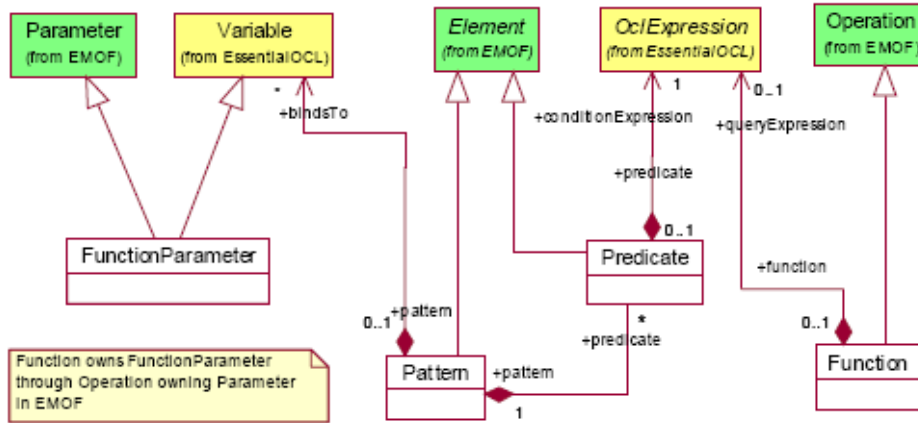 Parameter
(from EMOF)
Variable
(from EssentialOCL)
Element
(from EMOF)
OclExpression
(from EssentialOCL)
Operation
(from EMOF)
*
+bindsTo
1
0..1
+conditionExpression
+queryExpression
+predicate
0..1
FunctionParameter
Predicate
+function
0..1
+pattern
*
+predicate
0..1
Function owns FunctionParameter
through Operation owning Parameter
in EMOF
Pattern
+pattern
1
Function